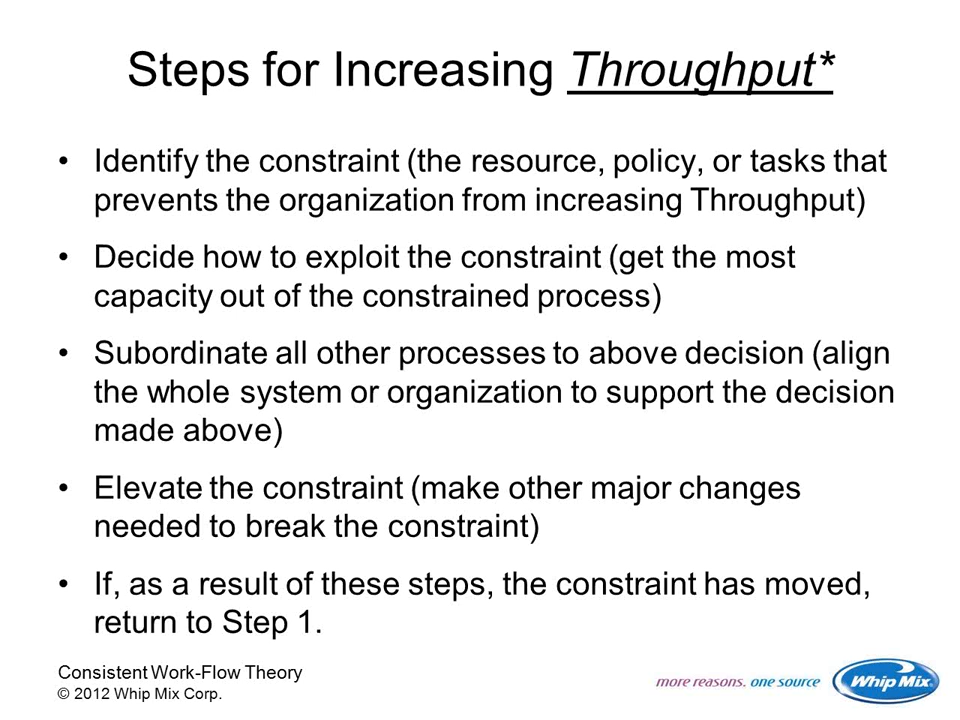 Steps for Increasing Throughput*
• Identify the constraint (the resource, policy, or tasks that
prevents the organization from increasing Throughput)
• Decide how to exploit the constraint (get the most
capacity out of the constrained process)
• Subordinate all other processes to above decision (align
the whole system or organization to support the decision
made above)
• Elevate the constraint (make other major changes
needed to break the constraint)
• If, as a result of these steps, the constraint has moved,
return to Step 1.
Consistent Work-Flow Theory
© 2012 Whip Mix Corp.
more reasons. one source
Whip Mix